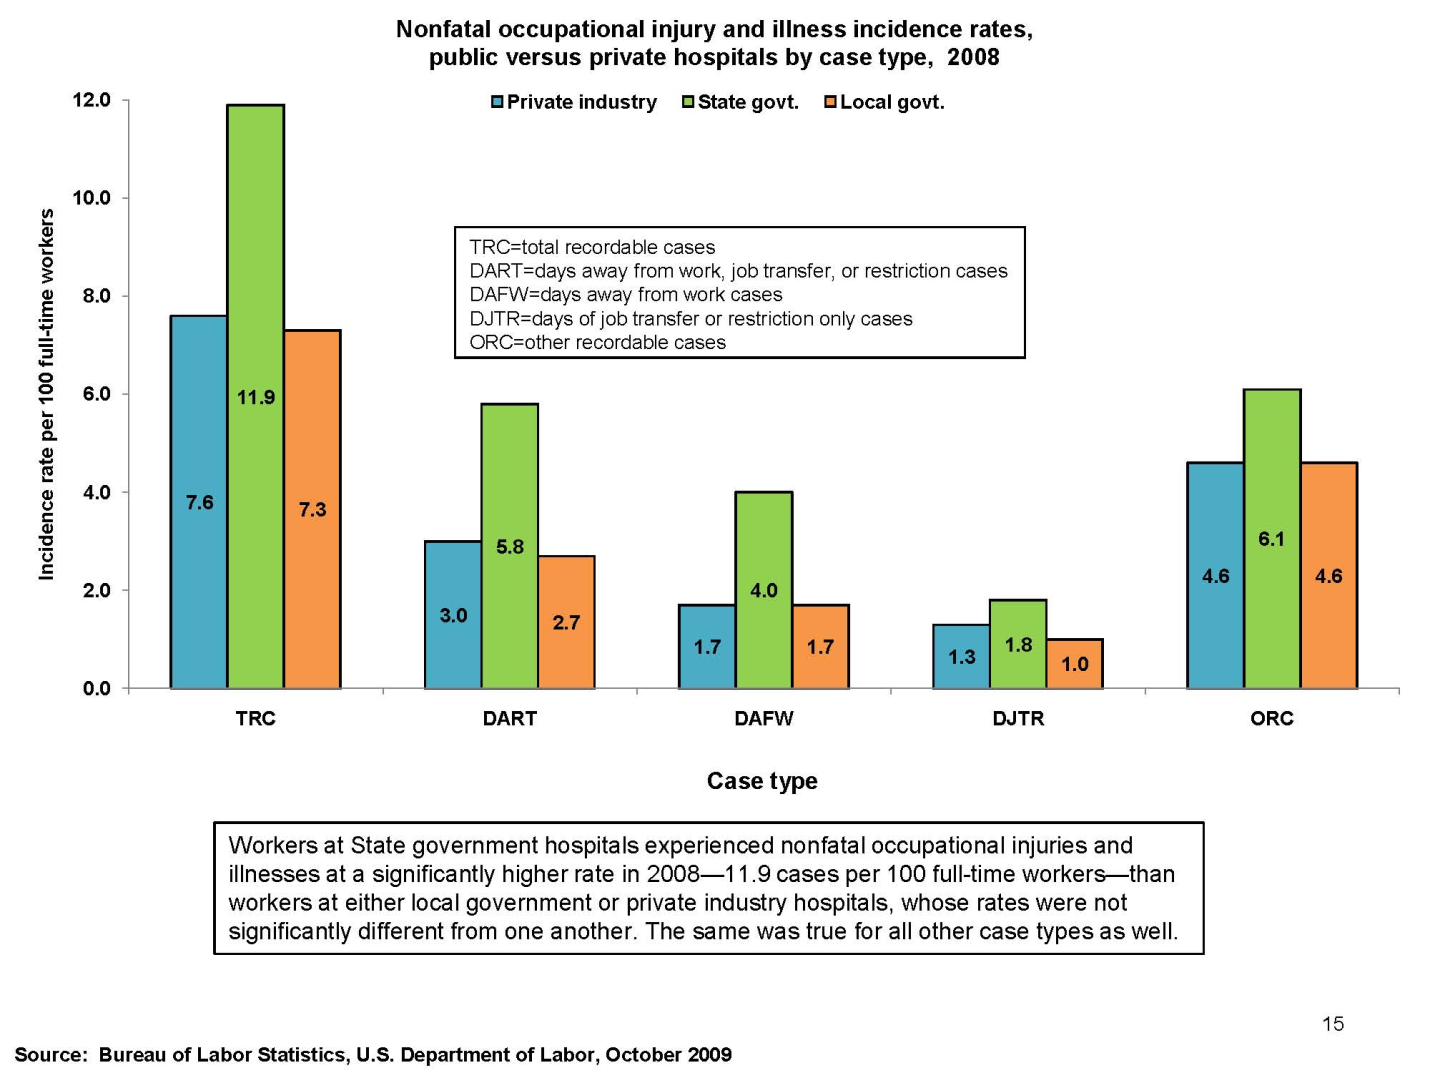 Nonfatal occupational injury and illness incidence rates,
public versus private hospitals by case type,  2008
Private industry State govt. Local govt.
12.0
10.0
8.0
6.0
4.0
2.0
0.0
Incidence rate per 100 full-time workers
TRC=total recordable cases
DART=days away from work, job transfer, or restriction cases
DAFW=days away from work cases
DJTR=days of job transfer or restriction only cases
ORC=other recordable cases
7.6 11.9 7.3
3.0 5.8 2.7
1.7 4.0 1.7
1.3 1.8 1.0
4.6 6.1 4.6
TRC DART DAFW DJTR ORC
Case type
Workers at State government hospitals experienced nonfatal occupational injuries and
illnesses at a significantly higher rate in 2008—11.9 cases per 100 full-time workers—than
workers at either local government or private industry hospitals, whose rates were not
significantly different from one another. The same was true for all other case types as well.
15
Source:  Bureau of Labor Statistics, U.S. Department of Labor, October 2009